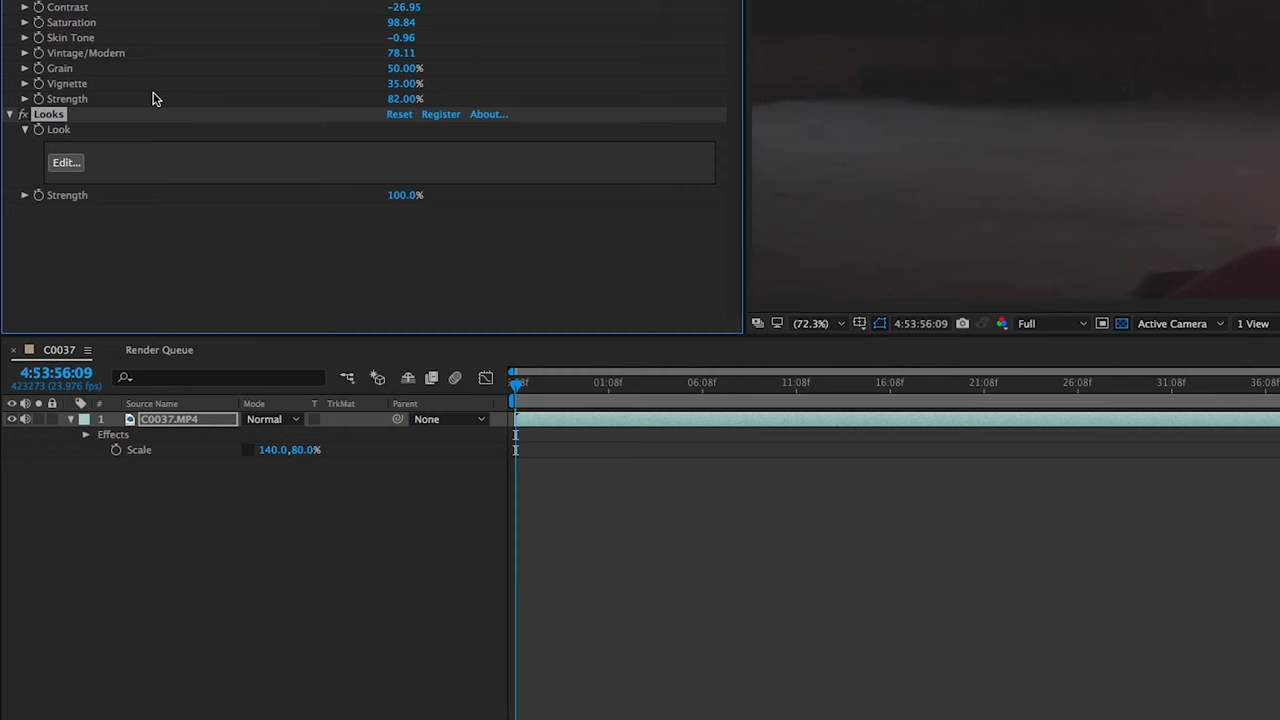 Contrast -26.95
Saturation 98.84
Skin Tone -0.96
Vintage/Modern 78.11
Grain 50.00%
Vignette 35.00%
Strength 82.00%
fx Looks Reset Register About...
Look
Edit...
Strength 100.0%
(72.3%) 4:53:56:09 Full Active Camera 1 View
× C0037 Render Queue
4:53:56:09
423273 (23.976 fps)
01:08f 06:08f 11:08f 16:08f 21:08f 26:08f 31:08f 36:08f
# Source Name Mode T TrkMat Parent
1 C0037.MP4 Normal None
Effects
Scale 140.0,80.0%